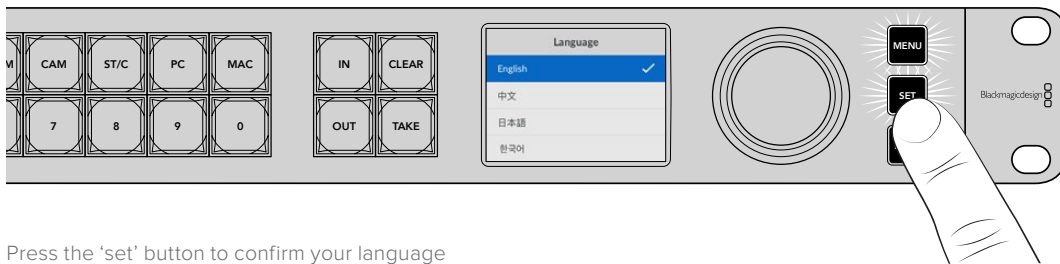 M CAM ST/C PC MAC IN CLEAR
7 8 9 0 OUT TAKE
Language
English
中文
日本語
한국어
MENU
SET
Blackmagicdesign
Press the ‘set’ button to confirm your language